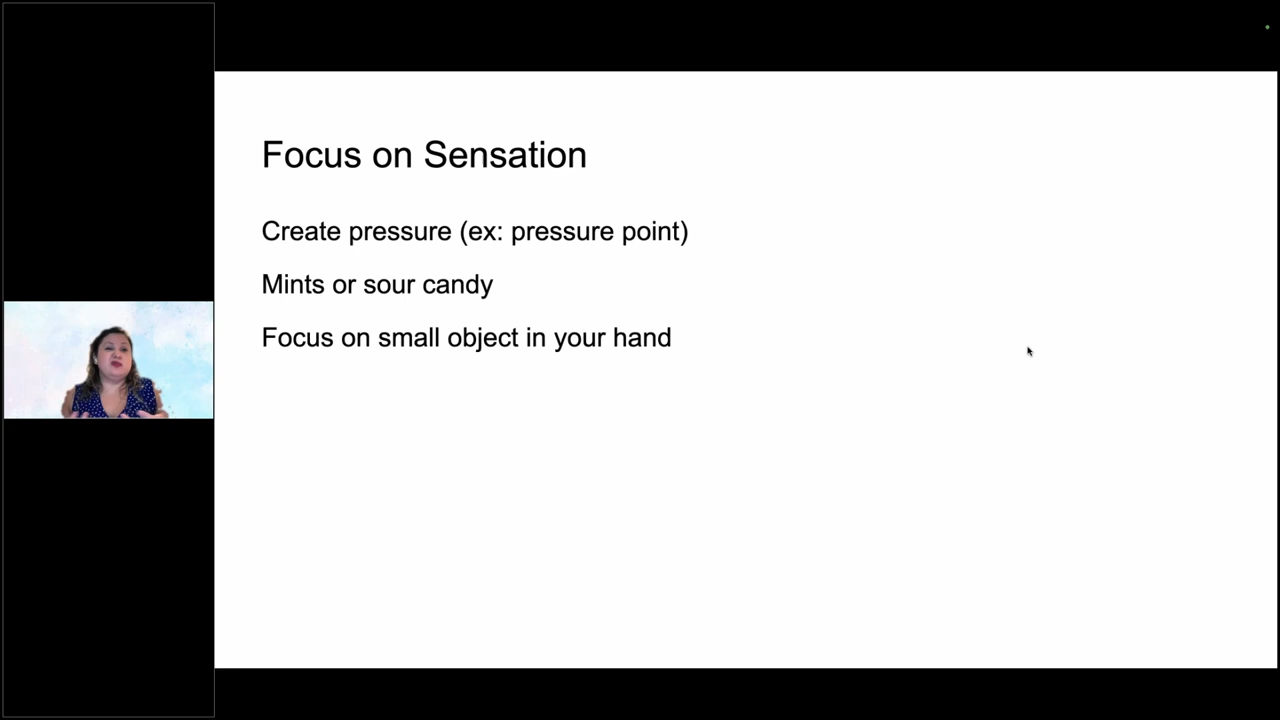 Focus on Sensation
Create pressure (ex: pressure point)
Mints or sour candy
Focus on small object in your hand